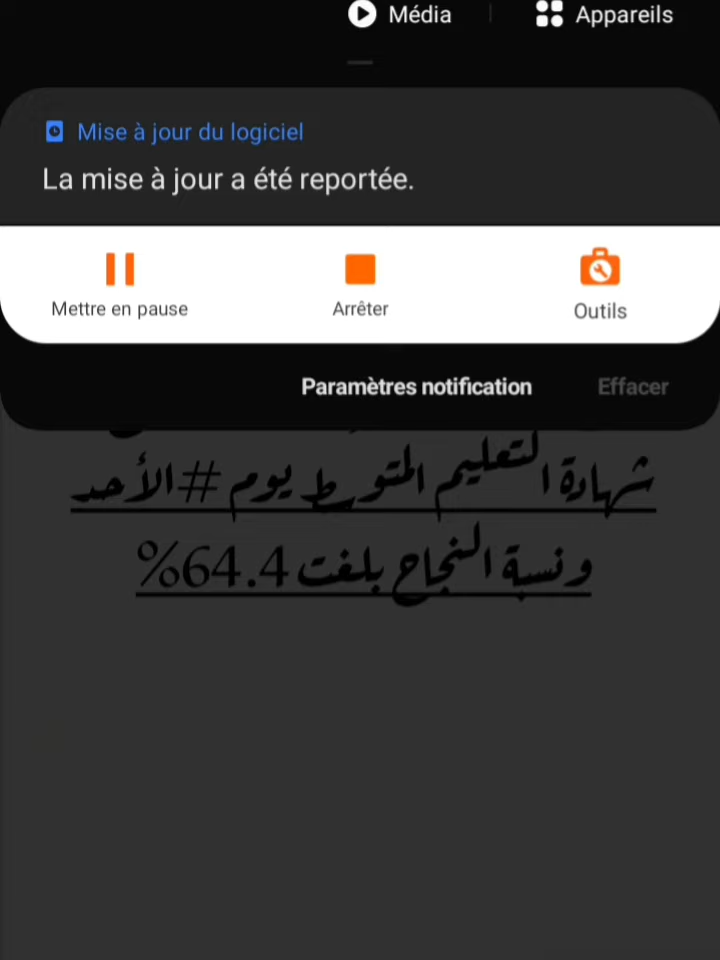 Média
Appareils
Mise à jour du logiciel
La mise à jour a été reportée.
Mettre en pause
Arrêter
Outils
Paramètres notification
Effacer
شهادة التعليم المتوسط يوم #الأحد
ونسبة النجاح بلغت 64.4%